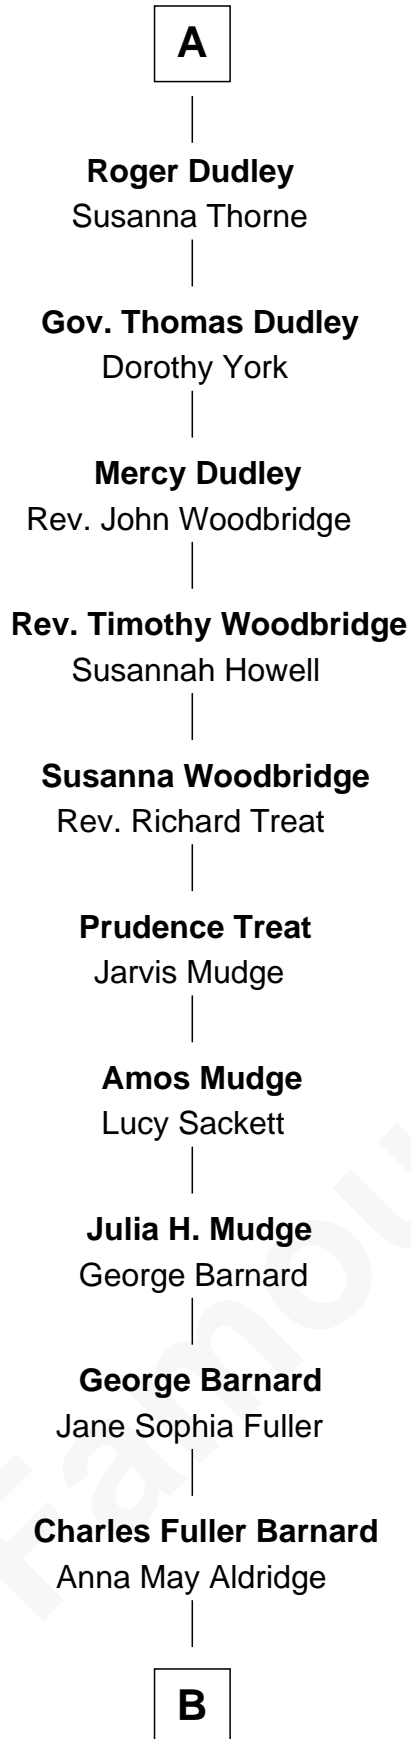 A
Roger Dudley
Susanna Thorne
Gov. Thomas Dudley
Dorothy York
Mercy Dudley
Rev. John Woodbridge
Rev. Timothy Woodbridge
Susannah Howell
Susanna Woodbridge
Rev. Richard Treat
Prudence Treat
Jarvis Mudge
Amos Mudge
Lucy Sackett
Julia H. Mudge
George Barnard
George Barnard
Jane Sophia Fuller
Charles Fuller Barnard
Anna May Aldridge
B
Famou